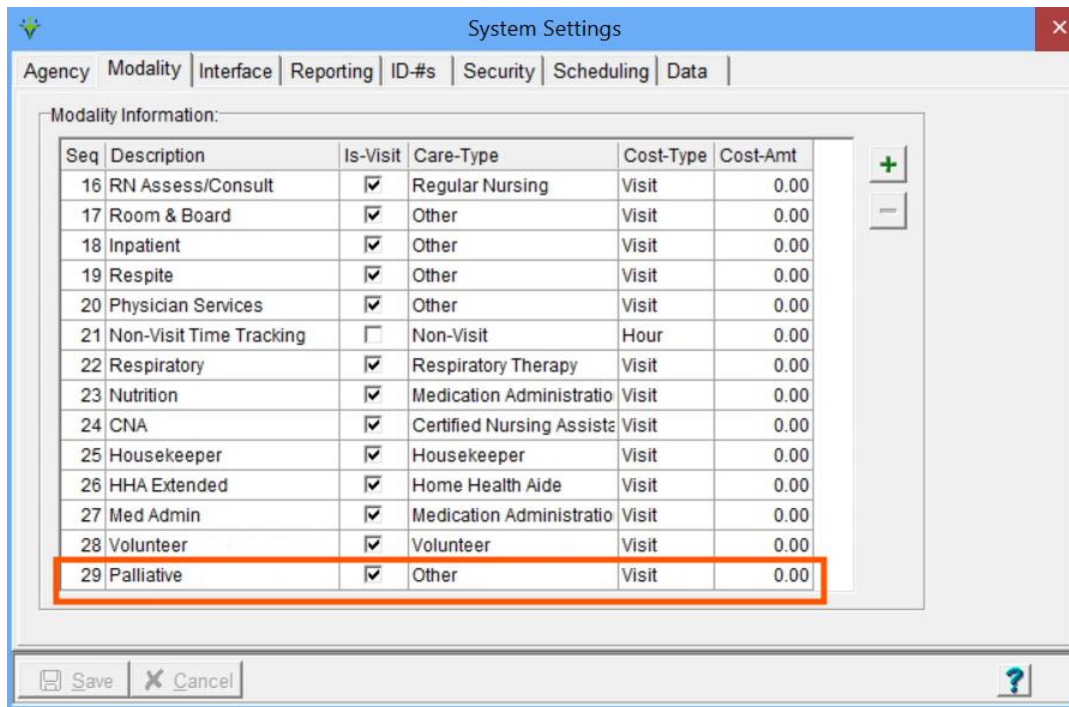 System Settings
Agency Modality Interface Reporting ID-#s Security Scheduling Data
Modality Information:
Seq Description Is-Visit Care-Type Cost-Type Cost-Amt
16 RN Assess/Consult Regular Nursing Visit 0.00
17 Room & Board Other Visit 0.00
18 Inpatient Other Visit 0.00
19 Respite Other Visit 0.00
20 Physician Services Other Visit 0.00
21 Non-Visit Time Tracking Non-Visit Hour 0.00
22 Respiratory Respiratory Therapy Visit 0.00
23 Nutrition Medication Administratio Visit 0.00
24 CNA Certified Nursing Assista Visit 0.00
25 Housekeeper Housekeeper Visit 0.00
26 HHA Extended Home Health Aide Visit 0.00
27 Med Admin Medication Administratio Visit 0.00
28 Volunteer Volunteer Visit 0.00
29 Palliative Other Visit 0.00
Save Cancel ?